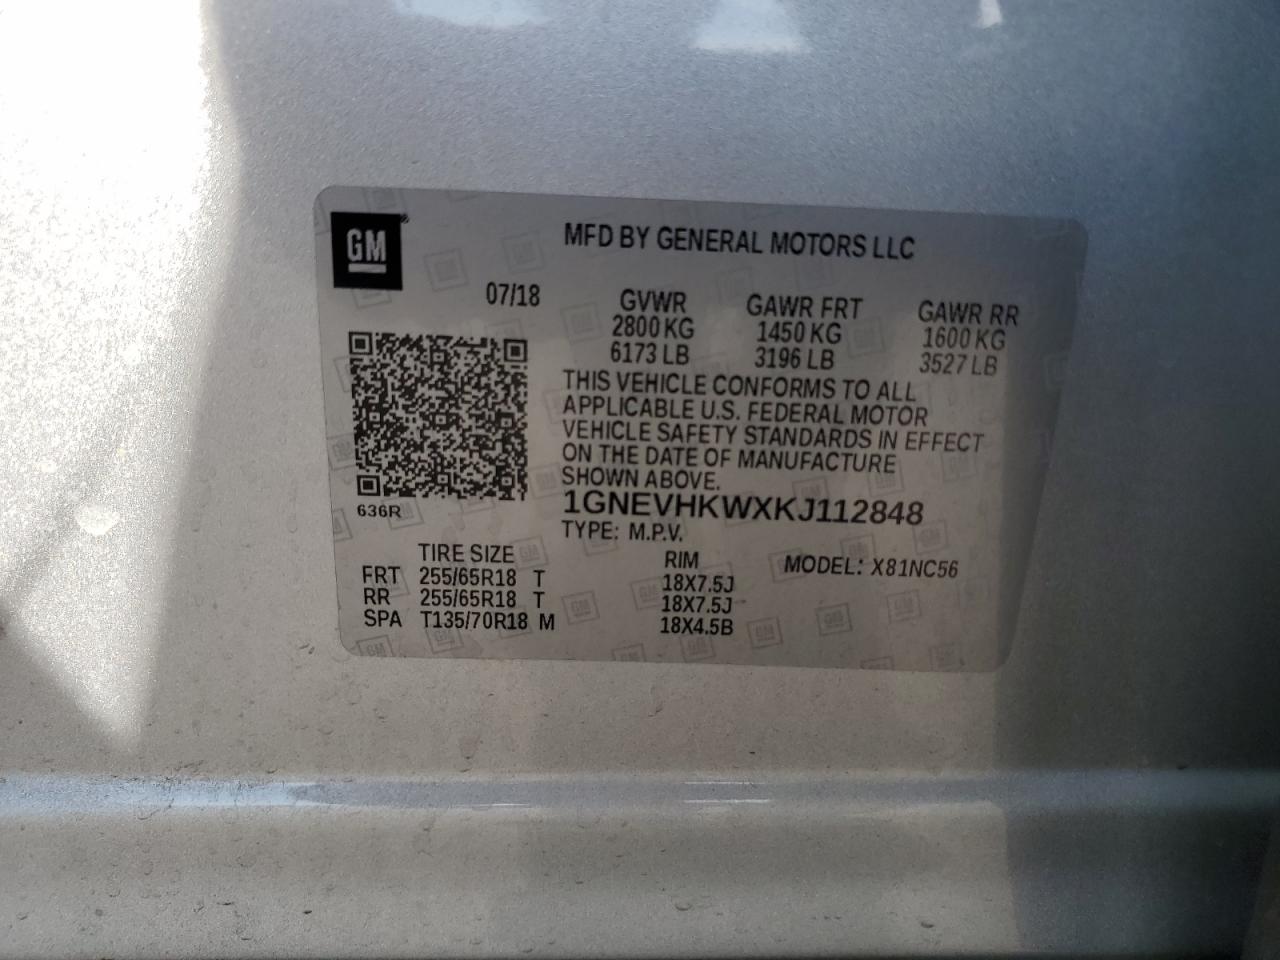 GM®
MFD BY GENERAL MOTORS LLC
07/18
GVWR GAWR FRT GAWR RR
2800 KG 1450 KG 1600 KG
6173 LB 3196 LB 3527 LB
THIS VEHICLE CONFORMS TO ALL
APPLICABLE U.S. FEDERAL MOTOR
VEHICLE SAFETY STANDARDS IN EFFECT
ON THE DATE OF MANUFACTURE
SHOWN ABOVE.
636R
1GNEVHKWXKJ112848
TYPE: M.P.V.
TIRE SIZE RIM MODEL: X81NC56
FRT 255/65R18 T 18X7.5J
RR 255/65R18 T 18X7.5J
SPA T135/70R18 M 18X4.5B